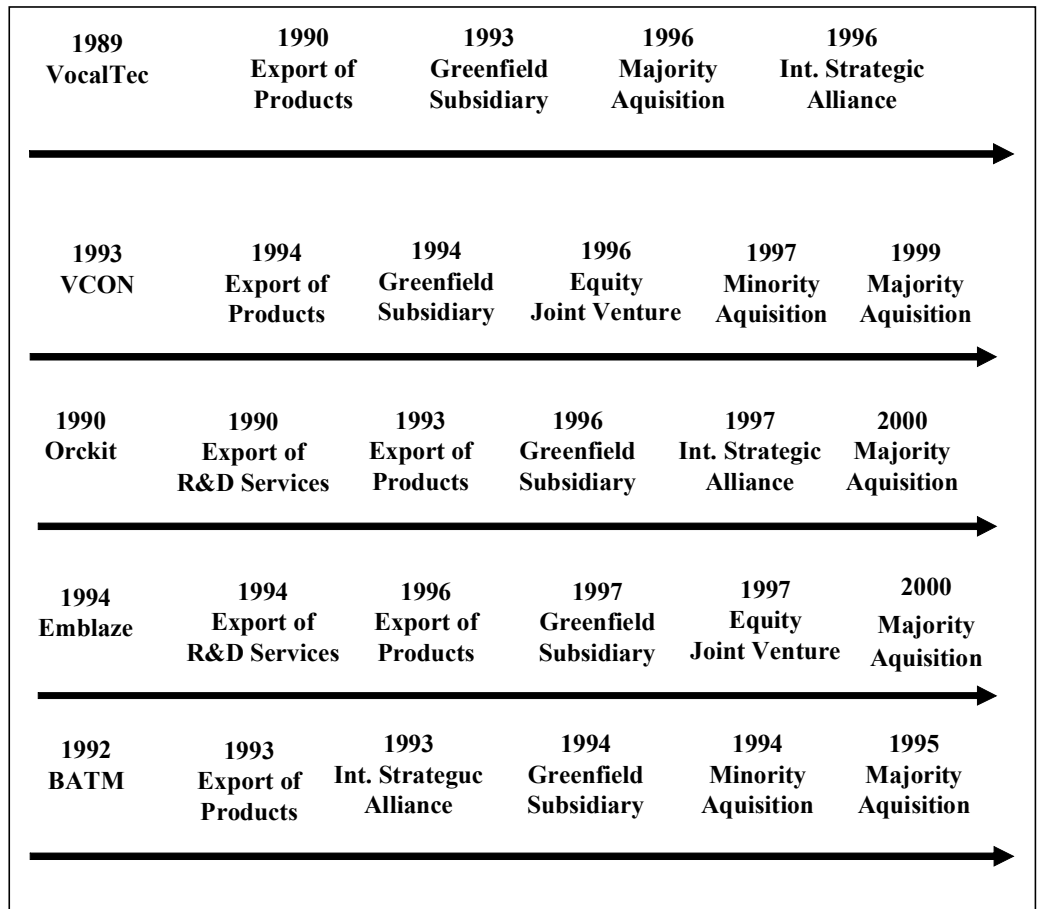 1989
VocalTec
1990
Export of
Products
1993
Greenfield
Subsidiary
1996
Majority
Aquisition
1996
Int. Strategic
Alliance
1993
VCON
1994
Export of
Products
1994
Greenfield
Subsidiary
1996
Equity
Joint Venture
1997
Minority
Aquisition
1999
Majority
Aquisition
1990
Orckit
1990
Export of
R&D Services
1993
Export of
Products
1996
Greenfield
Subsidiary
1997
Int. Strategic
Alliance
2000
Majority
Aquisition
1994
Emblaze
1994
Export of
R&D Services
1996
Export of
Products
1997
Greenfield
Subsidiary
1997
Equity
Joint Venture
2000
Majority
Aquisition
1992
BATM
1993
Export of
Products
1993
Int. Strateguc
Alliance
1994
Greenfield
Subsidiary
1994
Minority
Aquisition
1995
Majority
Aquisition